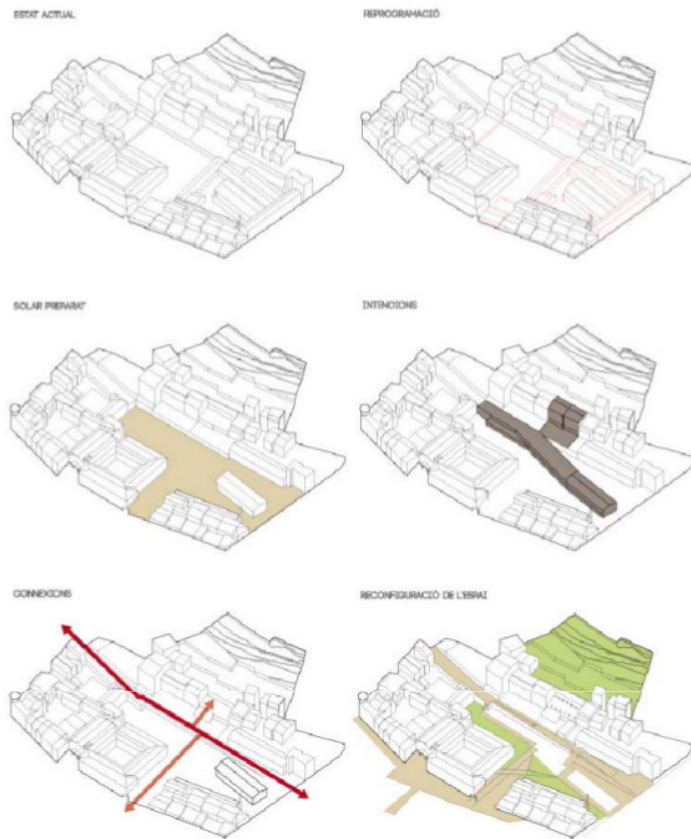 ESTAT ACTUAL
REPROGRAMACIÓ
SOLAR PREPARAT
INTENCIONS
CONNEXIONS
RECONFIGURACIÓ DE L'ESPAI